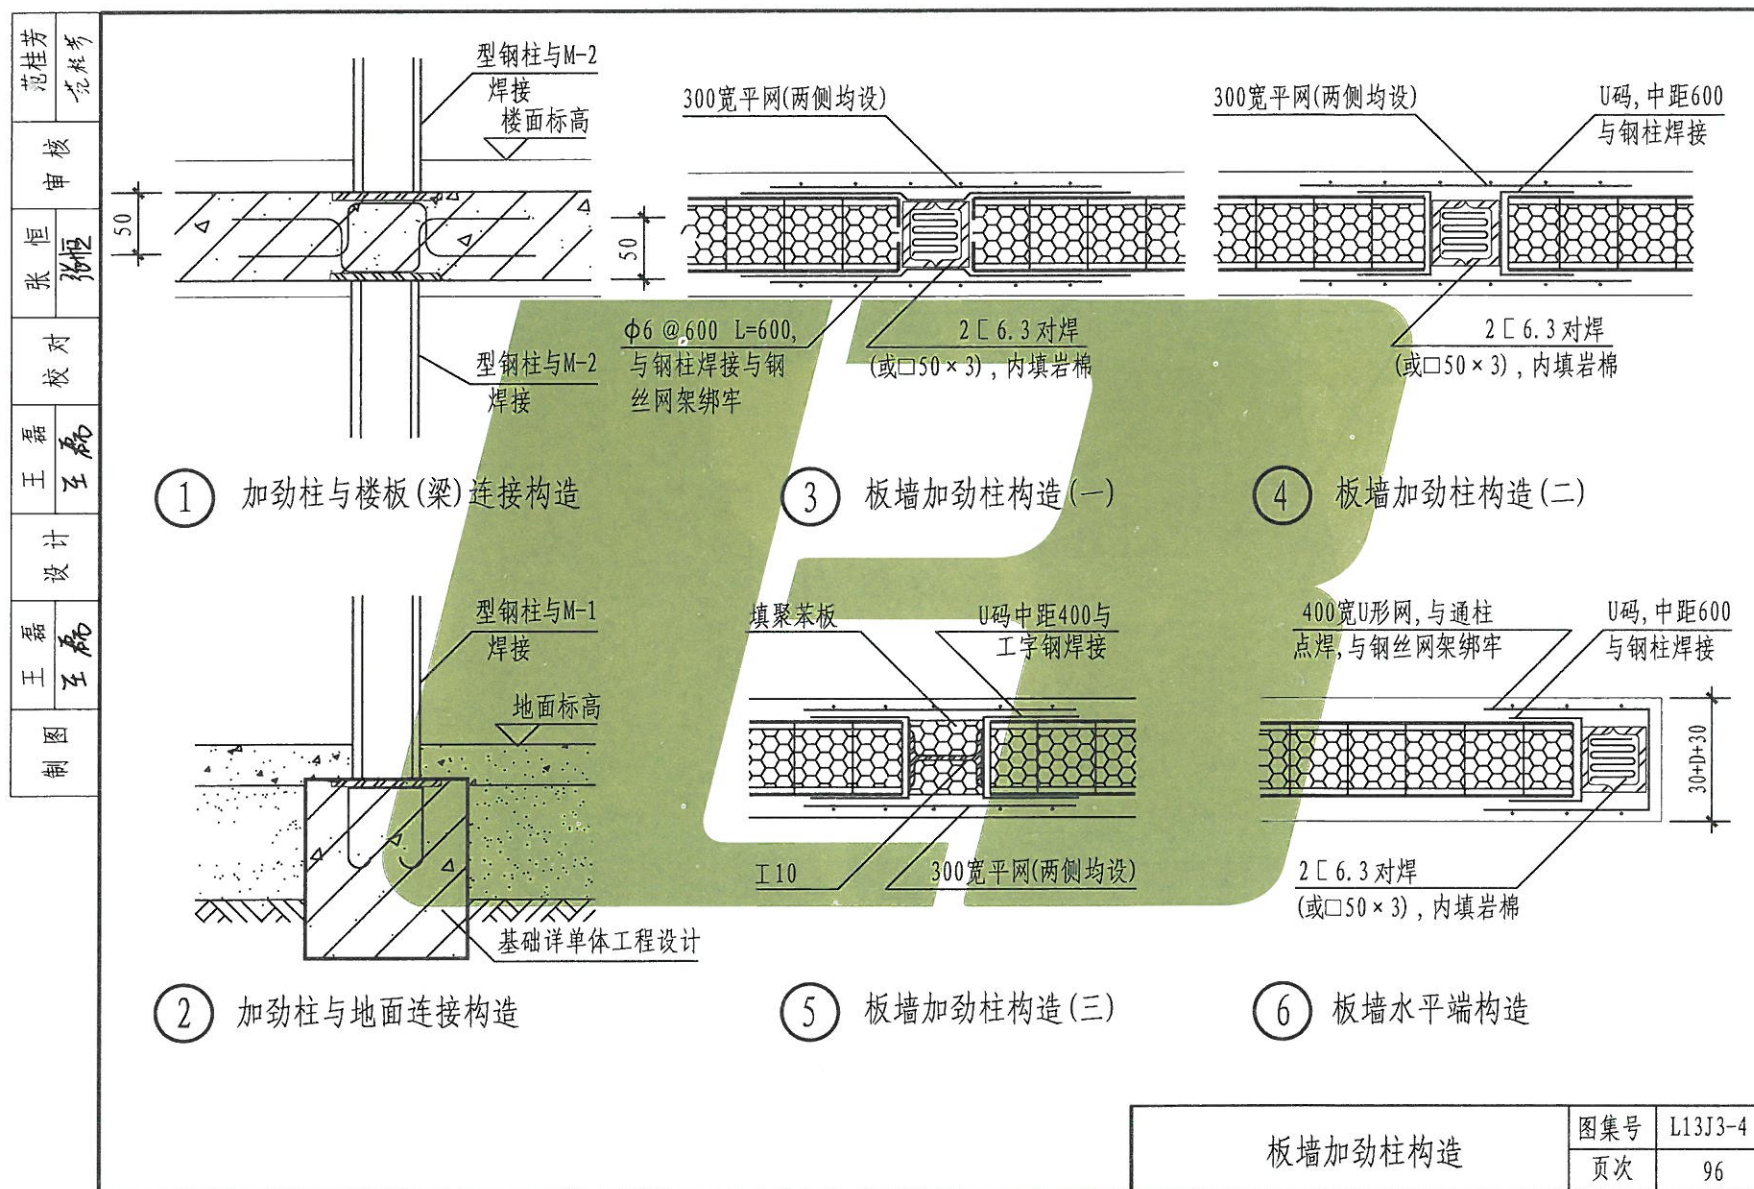 范桂芳
审核
张恒
张恒
校对
王磊
王磊
设计
王磊
王磊
制图
型钢柱与M-2
焊接
楼面标高
50
型钢柱与M-2
焊接
① 加劲柱与楼板(梁)连接构造
300宽平网(两侧均设)
50
φ6 @600 L=600,
与钢柱焊接与钢
丝网架绑牢
2[6.3对焊
(或□50×3),内填岩棉
③ 板墙加劲柱构造(一)
300宽平网(两侧均设)
U码,中距600
与钢柱焊接
2[6.3对焊
(或□50×3),内填岩棉
④ 板墙加劲柱构造(二)
型钢柱与M-1
焊接
地面标高
基础详单体工程设计
② 加劲柱与地面连接构造
填聚苯板
U码中距400与
工字钢焊接
工10
300宽平网(两侧均设)
⑤ 板墙加劲柱构造(三)
400宽U形网,与通柱
点焊,与钢丝网架绑牢
U码,中距600
与钢柱焊接
30+D+30
2[6.3对焊
(或□50×3),内填岩棉
⑥ 板墙水平端构造
板墙加劲柱构造
图集号 L13J3-4
页次 96